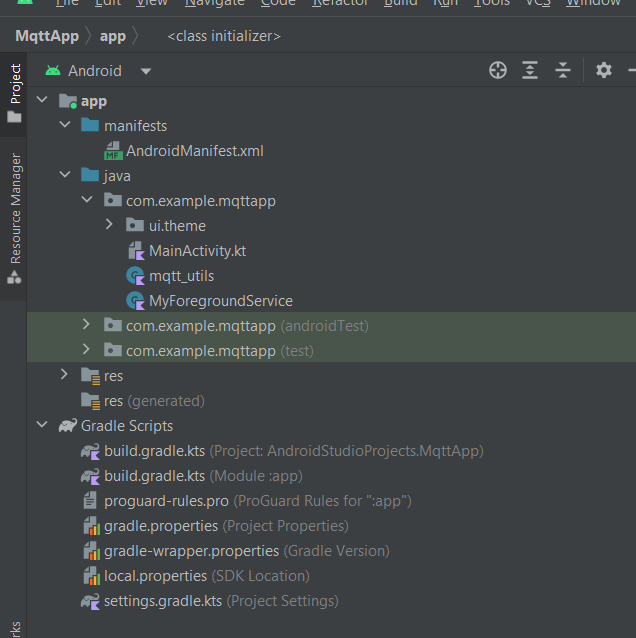 File Edit View Navigate Code Refactor Build Run Tools VCS Window
MqttApp app <class initializer>
Project
Android
app
manifests
AndroidManifest.xml
java
Resource Manager
com.example.mqttapp
ui.theme
MainActivity.kt
mqtt_utils
MyForegroundService
com.example.mqttapp (androidTest)
com.example.mqttapp (test)
res
res (generated)
Gradle Scripts
build.gradle.kts (Project: AndroidStudioProjects.MqttApp)
build.gradle.kts (Module :app)
proguard-rules.pro (ProGuard Rules for ":app")
gradle.properties (Project Properties)
gradle-wrapper.properties (Gradle Version)
local.properties (SDK Location)
settings.gradle.kts (Project Settings)